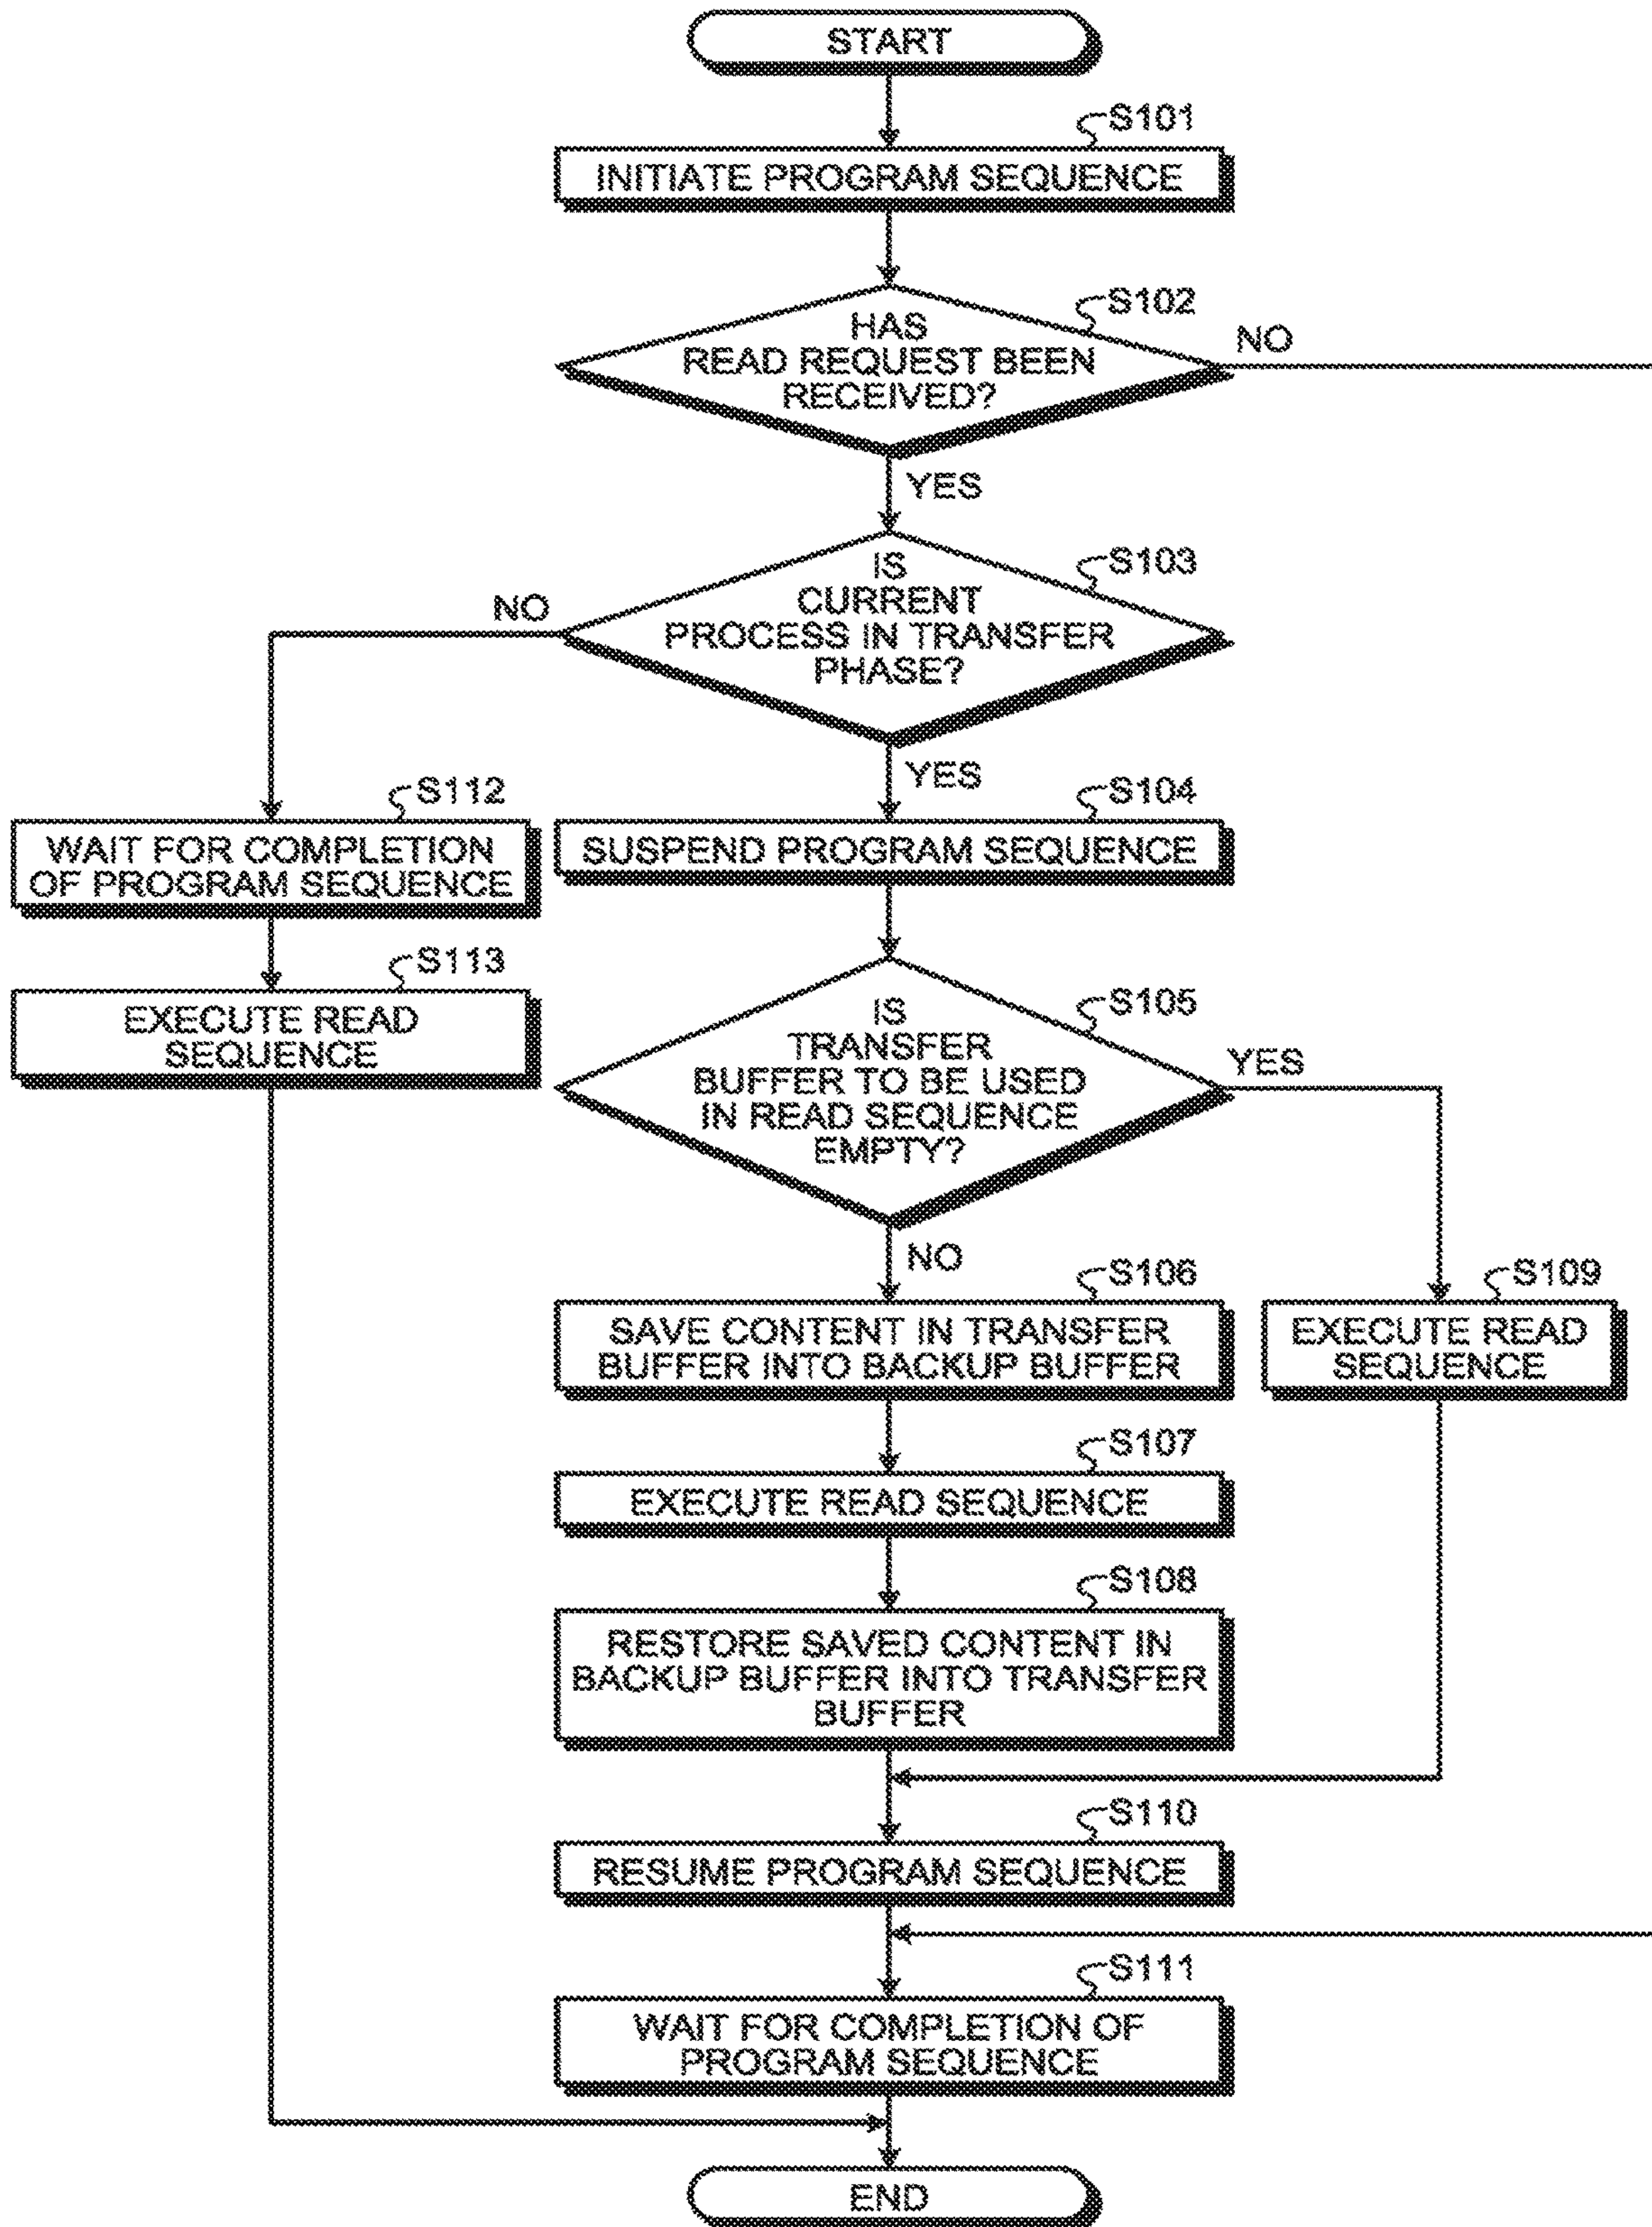 START
S101
INITIATE PROGRAM SEQUENCE
S102
HAS
READ REQUEST BEEN
RECEIVED?
NO
YES
S103
IS
CURRENT
PROCESS IN TRANSFER
PHASE?
NO
YES
S112
WAIT FOR COMPLETION
OF PROGRAM SEQUENCE
S104
SUSPEND PROGRAM SEQUENCE
S113
EXECUTE READ
SEQUENCE
S105
IS
TRANSFER
BUFFER TO BE USED
IN READ SEQUENCE
EMPTY?
YES
NO
S106
SAVE CONTENT IN TRANSFER
BUFFER INTO BACKUP BUFFER
S109
EXECUTE READ
SEQUENCE
S107
EXECUTE READ SEQUENCE
S108
RESTORE SAVED CONTENT IN
BACKUP BUFFER INTO TRANSFER
BUFFER
S110
RESUME PROGRAM SEQUENCE
S111
WAIT FOR COMPLETION OF
PROGRAM SEQUENCE
END